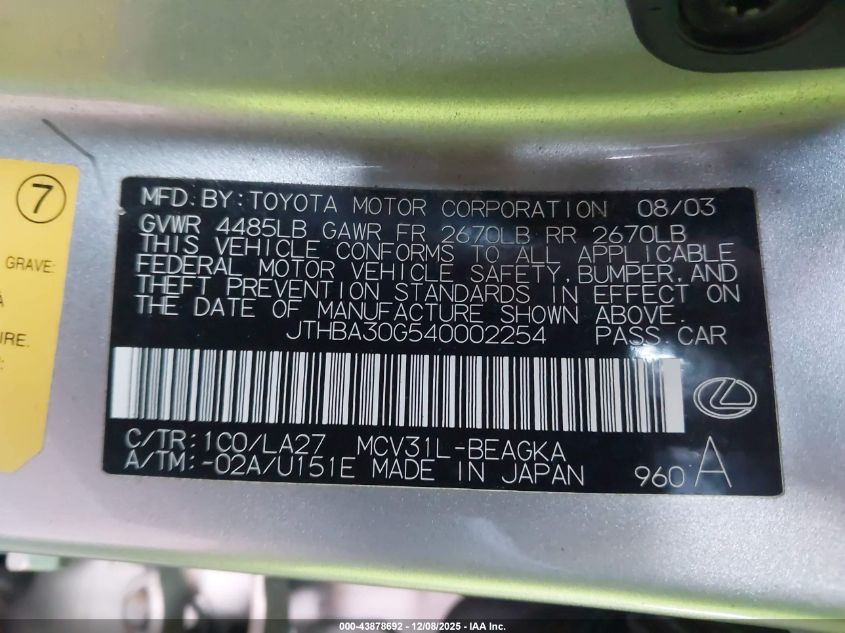 7
GRAVE:
À
IRE.
:
MFD. BY: TOYOTA MOTOR CORPORATION 08/03
GVWR 4485LB GAWR FR 2670LB RR 2670LB
THIS VEHICLE CONFORMS TO ALL APPLICABLE
FEDERAL MOTOR VEHICLE SAFETY, BUMPER, AND
THEFT PREVENTION STANDARDS IN EFFECT ON
THE DATE OF MANUFACTURE SHOWN ABOVE.
JTHBA30G540002254 PASS. CAR
C/TR: 1C0/LA27 MCV31L-BEAGKA
A/TM: -02A/U151E MADE IN JAPAN 960 A
000-43878692 - 12/08/2025 - IAA Inc.